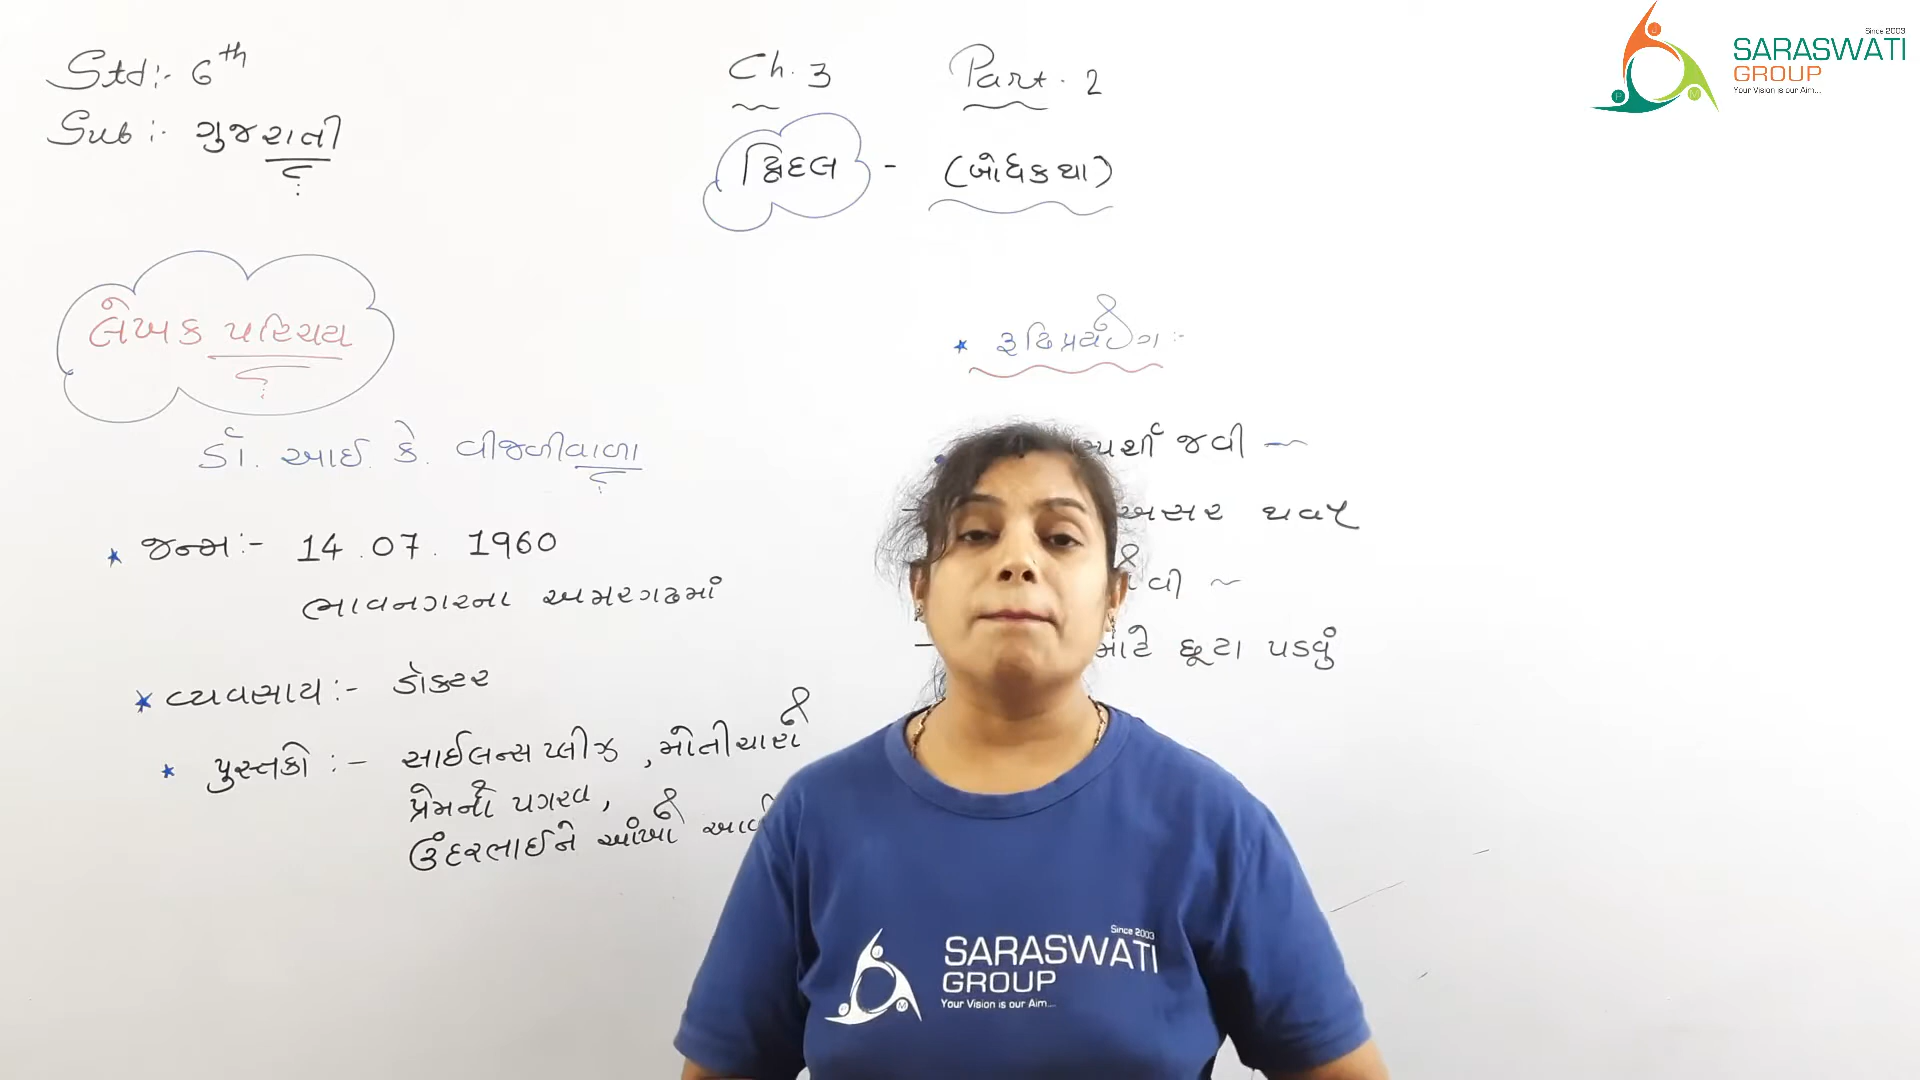 Std:- 6th
Sub:- ગુજરાતી
Ch. 3 Part. 2
દ્વિદલ - (બોધકથા)
Since 2003
SARASWATI
GROUP
Your Vision is our Aim...
લેખક પરિચય
ડૉ. આઈ. કે. વીજળીવાળા
જન્મ:- 14.07.1960
ભાવનગરના અમરગઢમાં
વ્યવસાય:- ડૉક્ટર
પુસ્તકો:- સાઈલન્સ પ્લીઝ, મોતીચારો
પ્રેમનો પગરવ,
ઉંદરભાઈને આંખો
રૂઢિપ્રયોગ:-
જવી
અસર થવી
માટે છૂટા પડવું
Since 2003
SARASWATI
GROUP
Your Vision is our Aim...